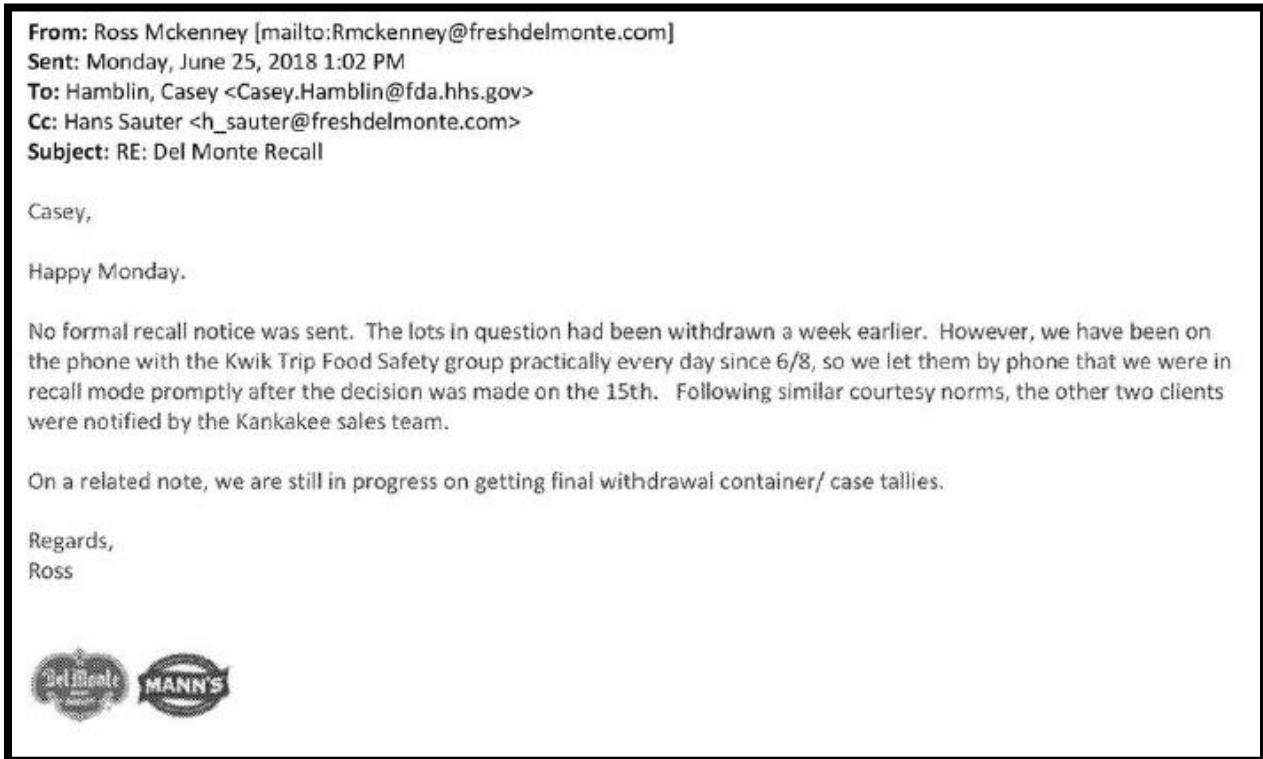 From: Ross Mckenney [mailto:Rmckenney@freshdelmonte.com]
Sent: Monday, June 25, 2018 1:02 PM
To: Hamblin, Casey <Casey.Hamblin@fda.hhs.gov>
Cc: Hans Sauter <h_sauter@freshdelmonte.com>
Subject: RE: Del Monte Recall
Casey,
Happy Monday.
No formal recall notice was sent.  The lots in question had been withdrawn a week earlier.  However, we have been on
the phone with the Kwik Trip Food Safety group practically every day since 6/8, so we let them by phone that we were in
recall mode promptly after the decision was made on the 15th.   Following similar courtesy norms, the other two clients
were notified by the Kankakee sales team.
On a related note, we are still in progress on getting final withdrawal container/ case tallies.
Regards,
Ross
Del Monte MANN'S